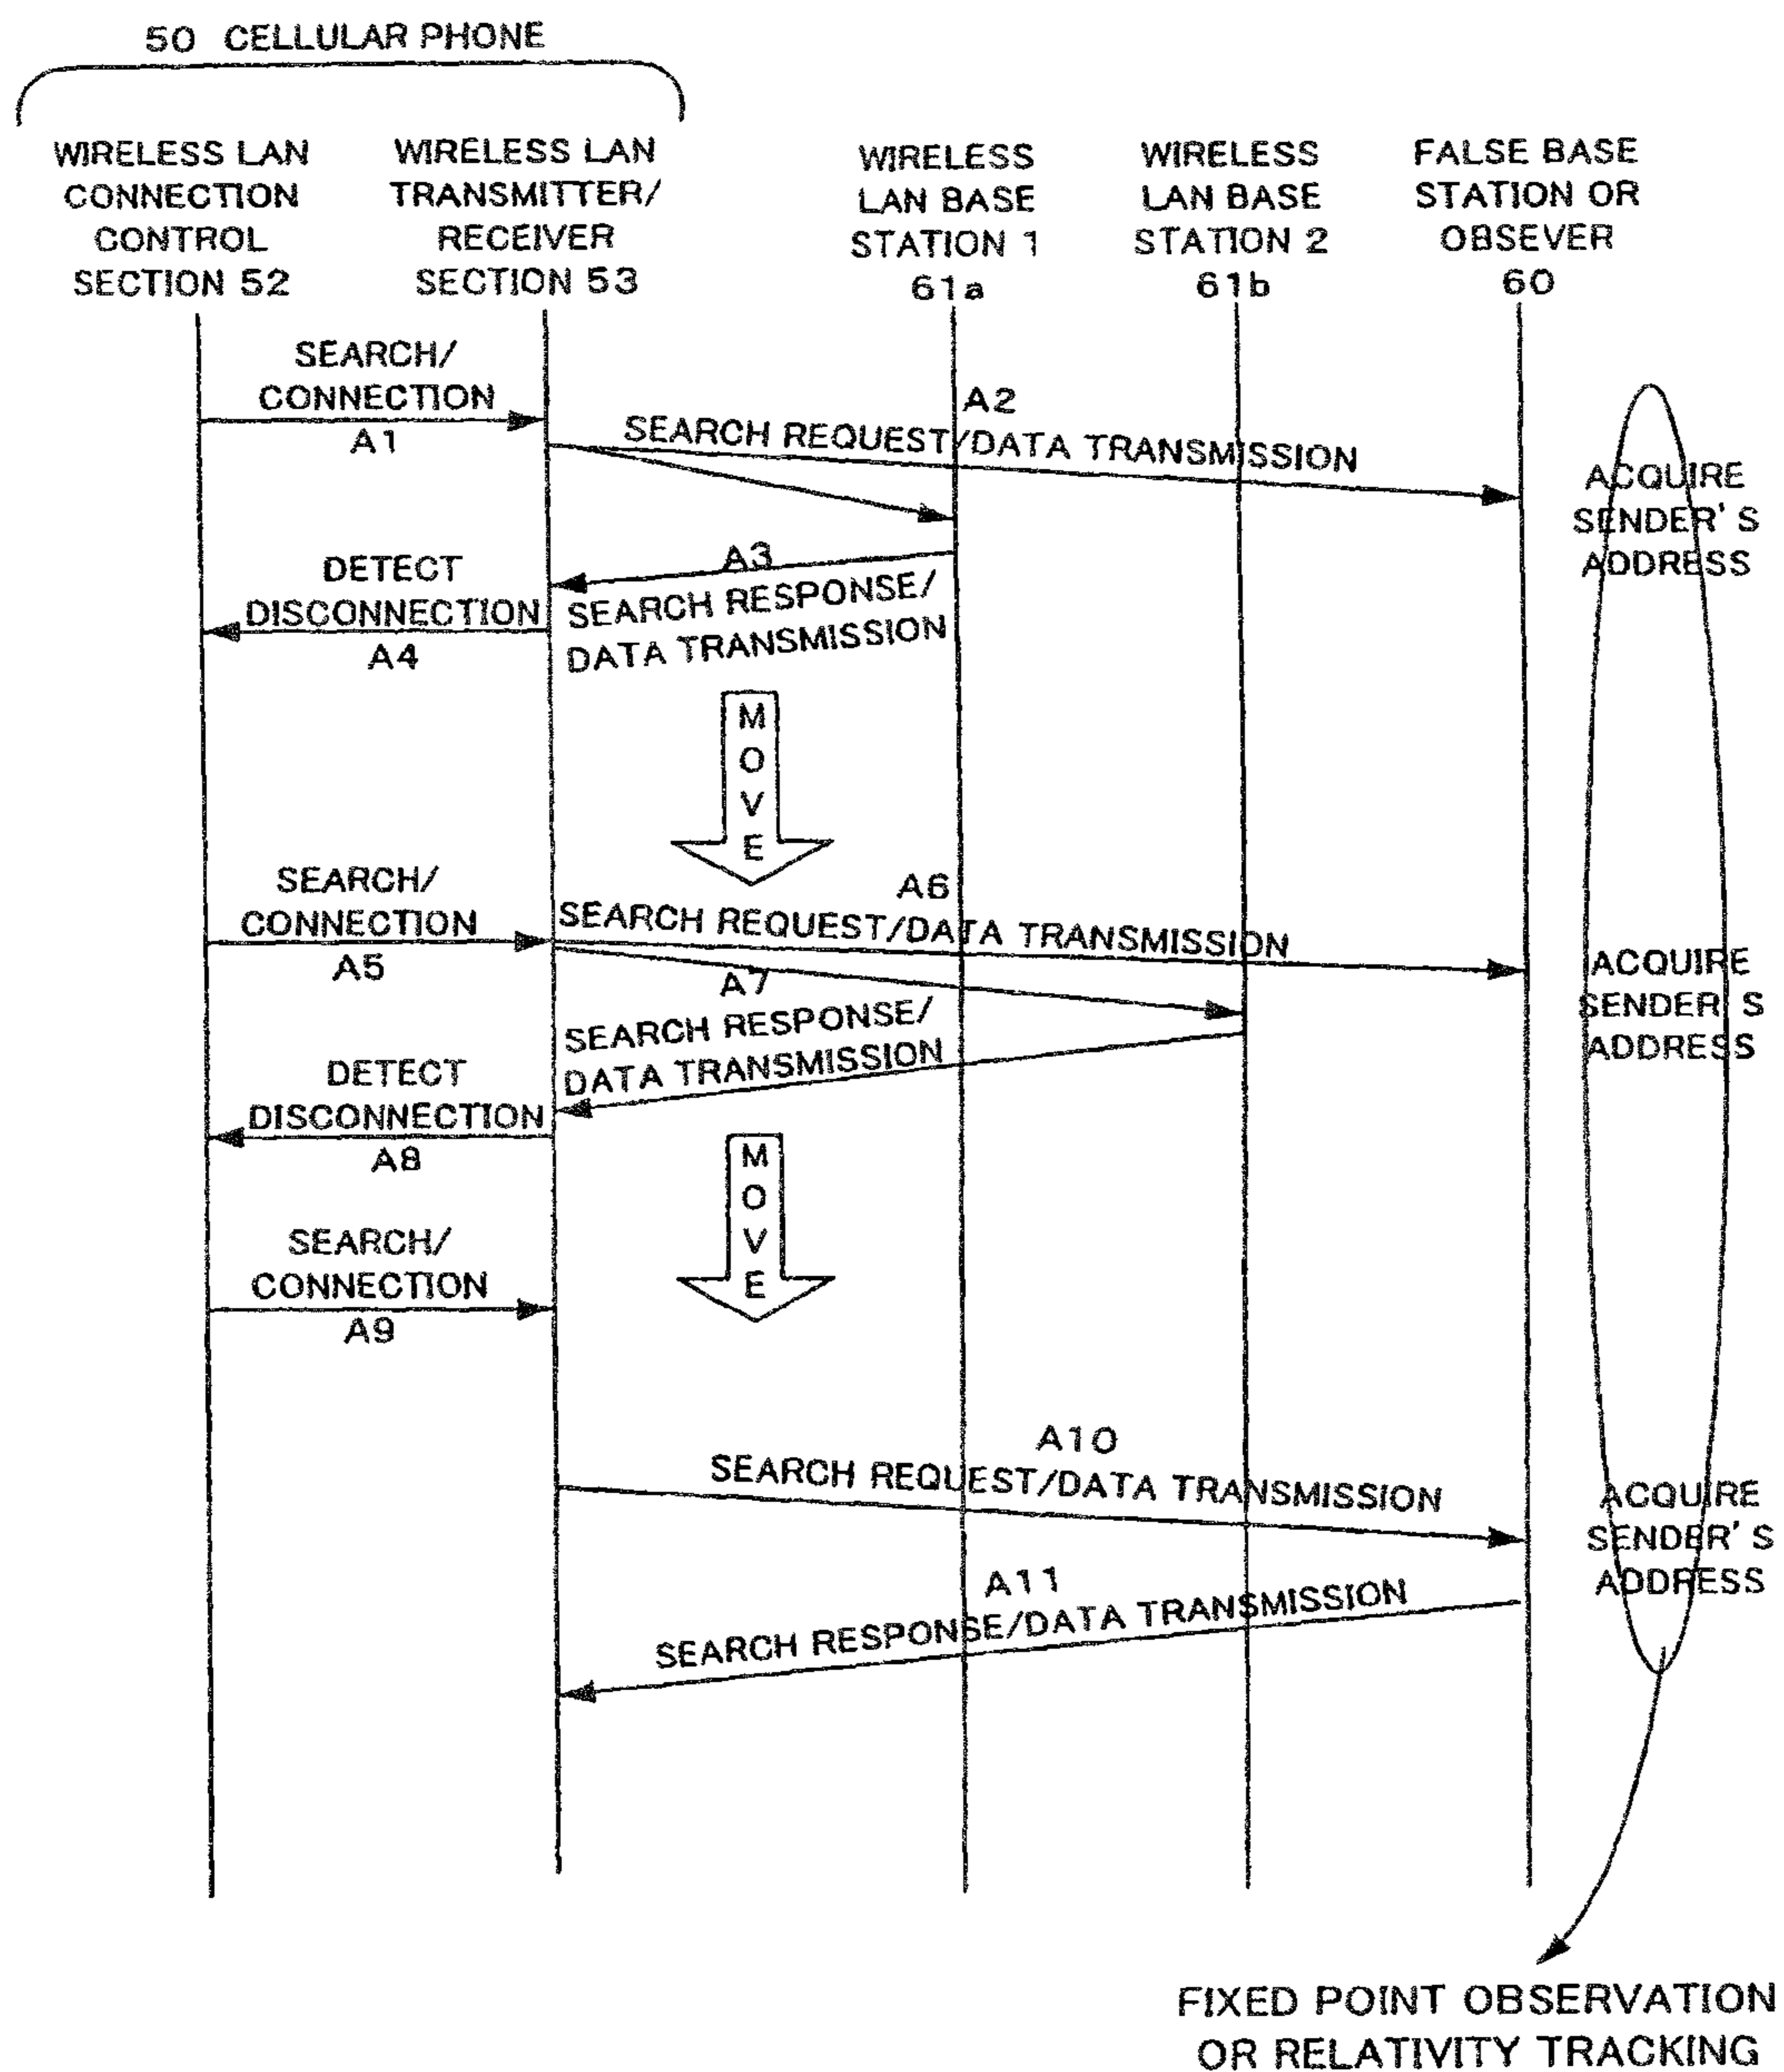 50 CELLULAR PHONE
WIRELESS LAN
CONNECTION
CONTROL
SECTION 52
WIRELESS LAN
TRANSMITTER/
RECEIVER
SECTION 53
WIRELESS
LAN BASE
STATION 1
61a
WIRELESS
LAN BASE
STATION 2
61b
FALSE BASE
STATION OR
OBSEVER
60
SEARCH/
CONNECTION
A1
A2
SEARCH REQUEST/DATA TRANSMISSION
ACQUIRE
SENDER'S
ADDRESS
A3
SEARCH RESPONSE/
DATA TRANSMISSION
DETECT
DISCONNECTION
A4
MOVE
SEARCH/
CONNECTION
A5
A6
SEARCH REQUEST/DATA TRANSMISSION
ACQUIRE
SENDER'S
ADDRESS
A7
SEARCH RESPONSE/
DATA TRANSMISSION
DETECT
DISCONNECTION
A8
MOVE
SEARCH/
CONNECTION
A9
A10
SEARCH REQUEST/DATA TRANSMISSION
ACQUIRE
SENDER'S
ADDRESS
A11
SEARCH RESPONSE/DATA TRANSMISSION
FIXED POINT OBSERVATION
OR RELATIVITY TRACKING